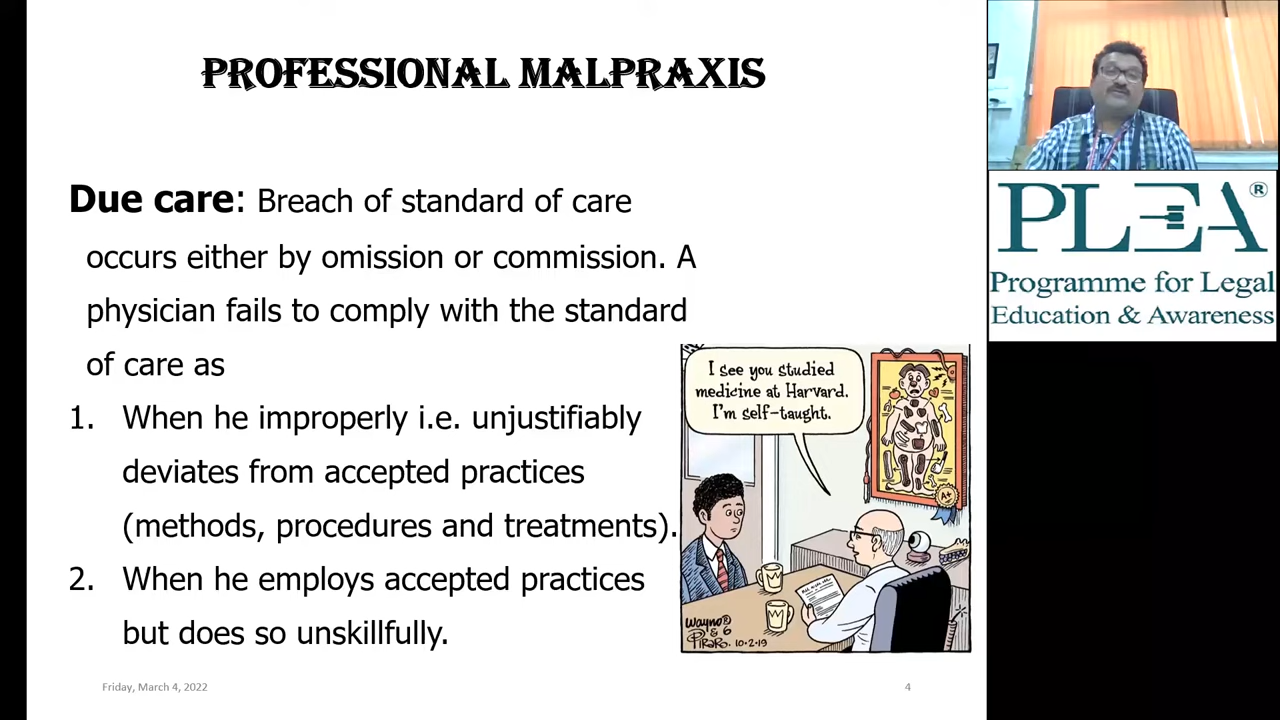 PROFESSIONAL MALPRAXIS
Due care: Breach of standard of care
occurs either by omission or commission. A
physician fails to comply with the standard
of care as
1. When he improperly i.e. unjustifiably
deviates from accepted practices
(methods, procedures and treatments).
2. When he employs accepted practices
but does so unskillfully.
I see you studied
medicine at Harvard.
I'm self-taught.
A+
Wayno®
& 6
PiRaRo. 10•2•19
Friday, March 4, 2022
4
PLEA®
Programme for Legal
Education & Awareness